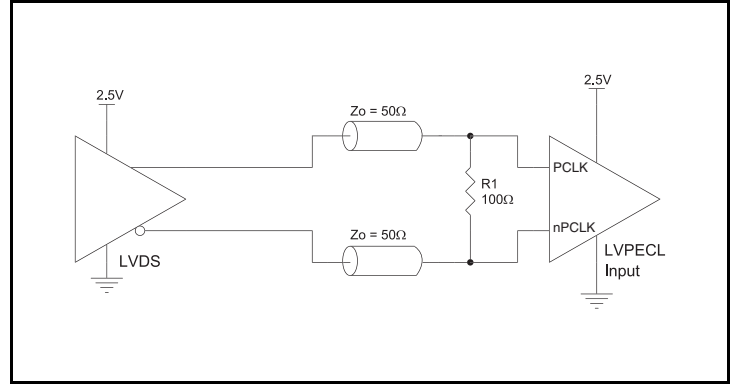 2.5V
LVDS
Zo = 50Ω
Zo = 50Ω
R1
100Ω
2.5V
PCLK
nPCLK
LVPECL
Input